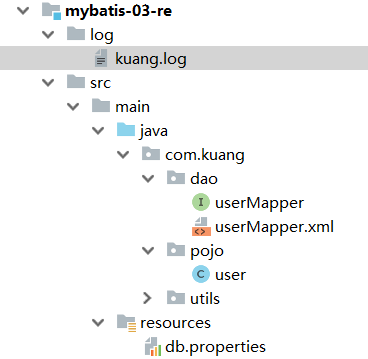 mybatis-03-re
log
kuang.log
src
main
java
com.kuang
dao
I userMapper
userMapper.xml
pojo
C user
utils
resources
db.properties